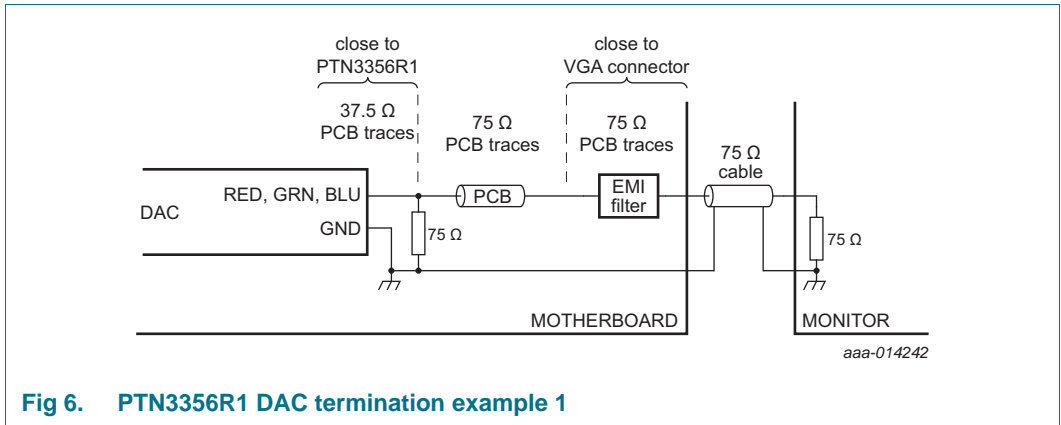 close to
PTN3356R1
close to
VGA connector
37.5 Ω
PCB traces
75 Ω
PCB traces
75 Ω
PCB traces
75 Ω
cable
DAC
RED, GRN, BLU
GND
PCB
EMI
filter
75 Ω
75 Ω
MOTHERBOARD
MONITOR
aaa-014242
Fig 6. PTN3356R1 DAC termination example 1